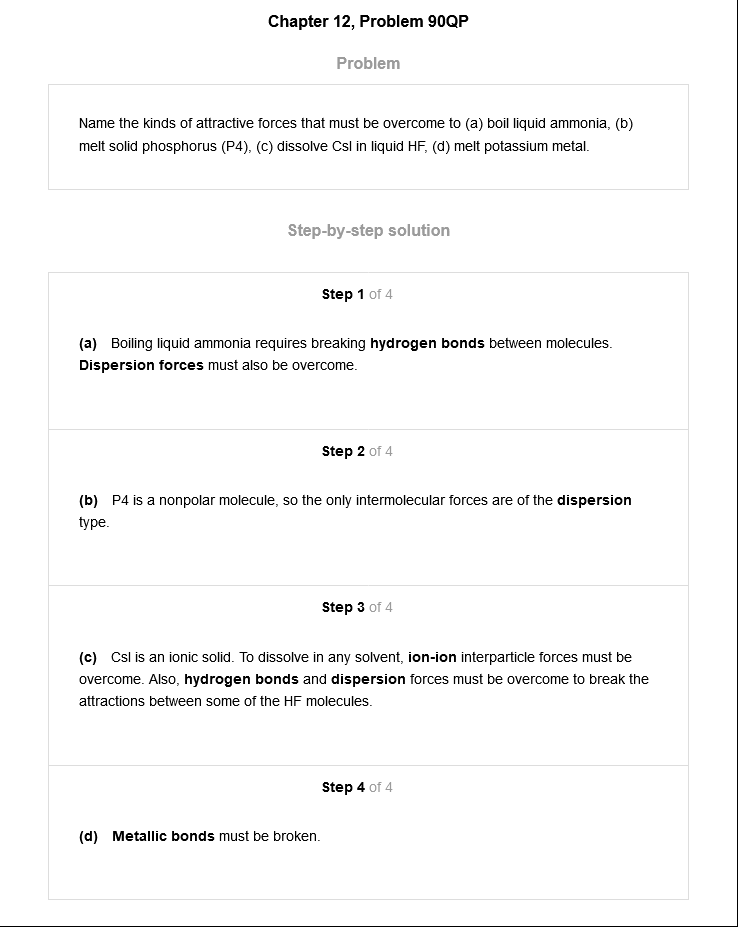 Chapter 12, Problem 90QP
Problem
Name the kinds of attractive forces that must be overcome to (a) boil liquid ammonia, (b)
melt solid phosphorus (P4), (c) dissolve CsI in liquid HF, (d) melt potassium metal.
Step-by-step solution
Step 1 of 4
(a) Boiling liquid ammonia requires breaking hydrogen bonds between molecules.
Dispersion forces must also be overcome.
Step 2 of 4
(b) P4 is a nonpolar molecule, so the only intermolecular forces are of the dispersion
type.
Step 3 of 4
(c) CsI is an ionic solid. To dissolve in any solvent, ion-ion interparticle forces must be
overcome. Also, hydrogen bonds and dispersion forces must be overcome to break the
attractions between some of the HF molecules.
Step 4 of 4
(d) Metallic bonds must be broken.